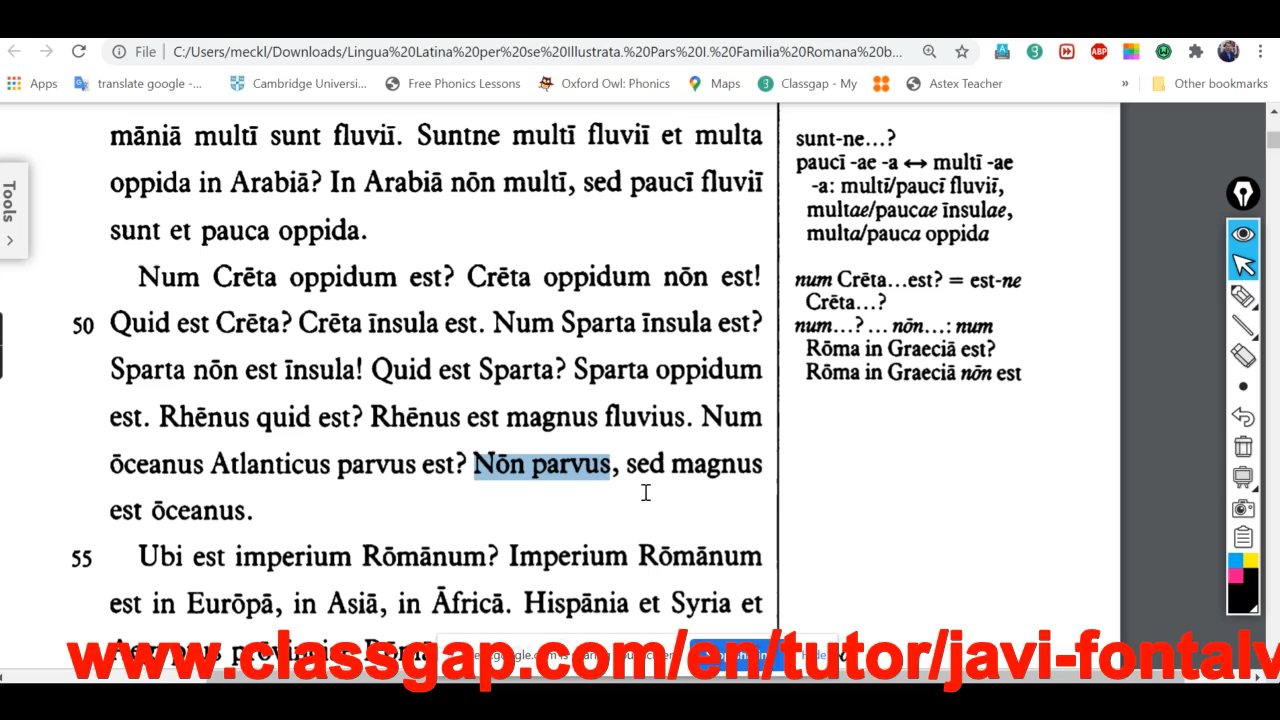 File C:/Users/meckl/Downloads/Lingua%20Latina%20per%20se%20Illustrata.%20Pars%20I.%20Familia%20Romana%20b...
Apps translate google -... Cambridge Universi... Free Phonics Lessons Oxford Owl: Phonics Maps Classgap - My Astex Teacher » Other bookmarks
Tools
māniā multī sunt fluviī. Suntne multī fluviī et multa
oppida in Arabiā? In Arabiā nōn multī, sed paucī fluviī
sunt et pauca oppida.
Num Crēta oppidum est? Crēta oppidum nōn est!
50 Quid est Crēta? Crēta īnsula est. Num Sparta īnsula est?
Sparta nōn est īnsula! Quid est Sparta? Sparta oppidum
est. Rhēnus quid est? Rhēnus est magnus fluvius. Num
ōceanus Atlanticus parvus est? Nōn parvus, sed magnus
est ōceanus.
55 Ubi est imperium Rōmānum? Imperium Rōmānum
est in Eurōpā, in Asiā, in Āfricā. Hispānia et Syria et
sunt-ne...?
paucī -ae -a ↔ multī -ae
-a: multī/paucī fluviī,
multae/paucae īnsulae,
multa/pauca oppida
num Crēta...est? = est-ne
Crēta...?
num...? ... nōn...: num
Rōma in Graeciā est?
Rōma in Graeciā nōn est
Hide
www.classgap.com/en/tutor/javi-fontalv